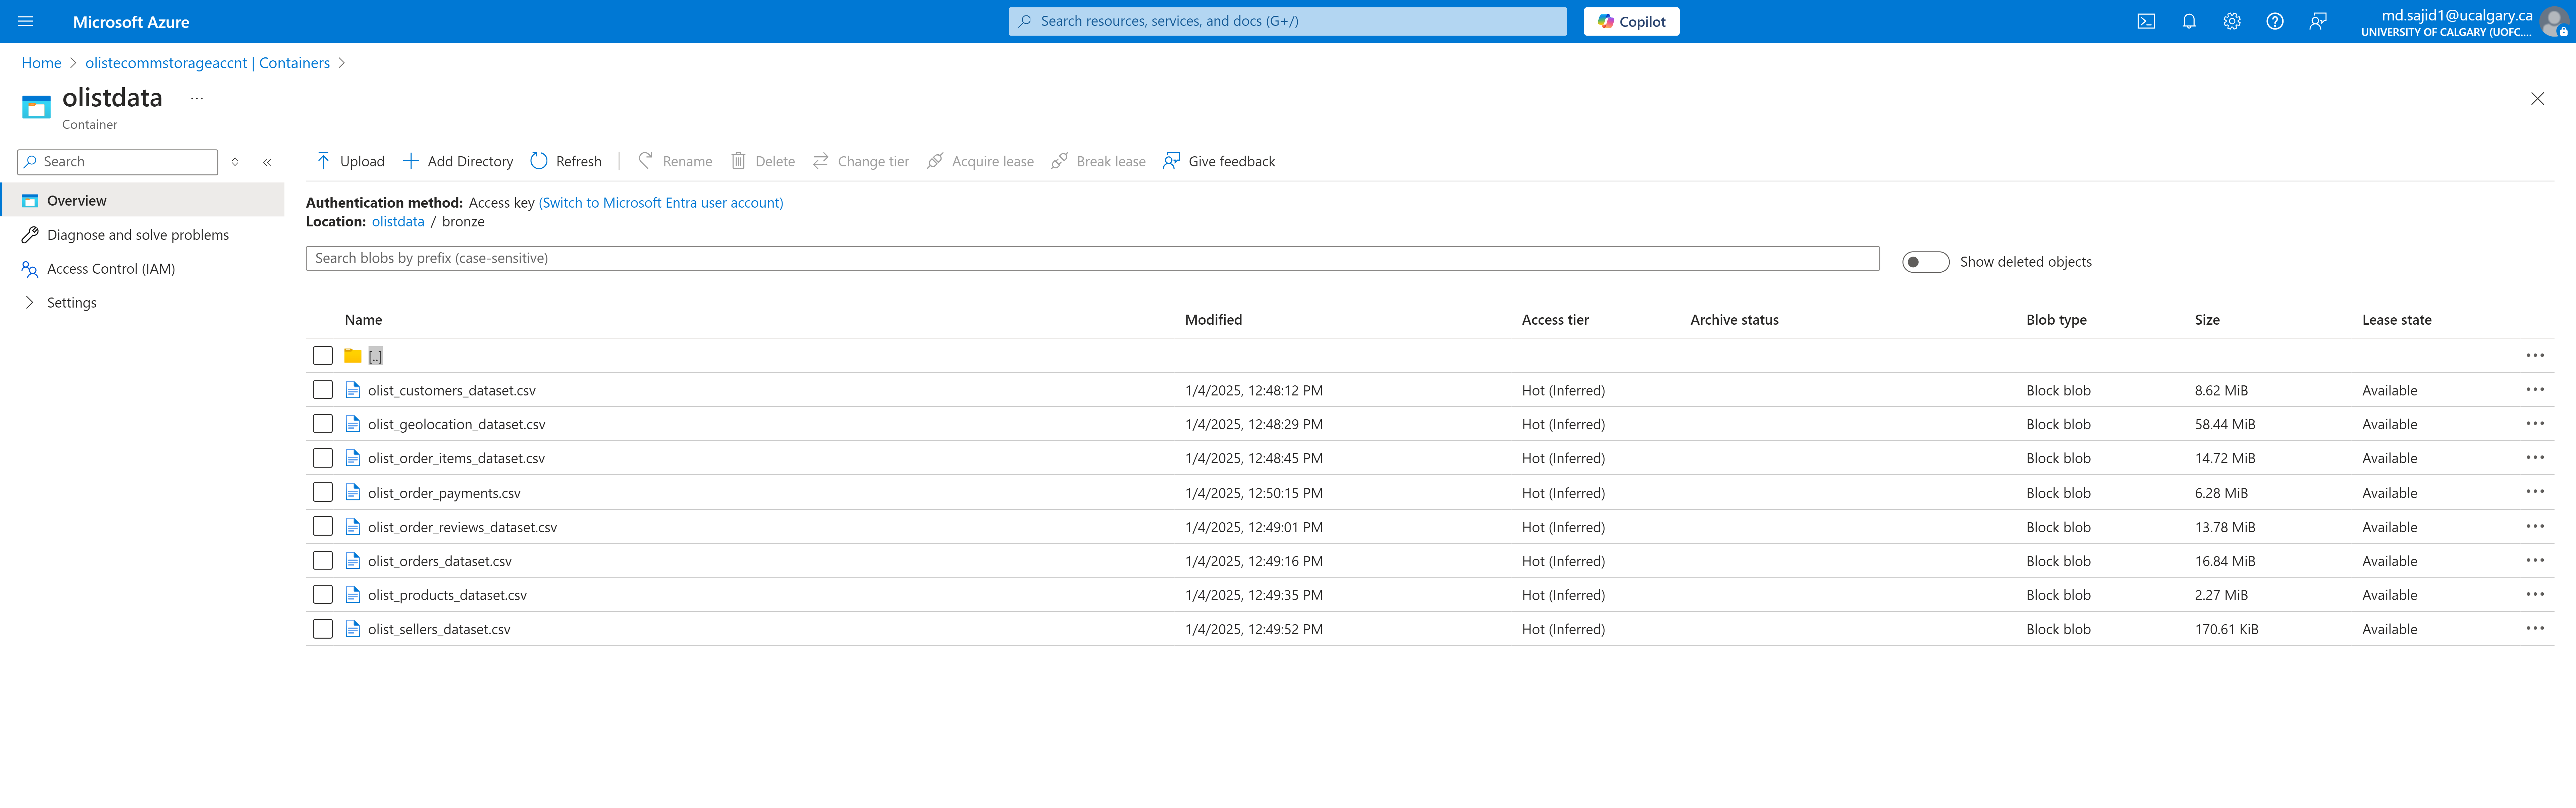 Microsoft Azure
Search resources, services, and docs (G+/)
Copilot
md.sajid1@ucalgary.ca
UNIVERSITY OF CALGARY (UOFC....
Home > olistecommstorageaccnt | Containers >
olistdata ...
Container
Search
Overview
Diagnose and solve problems
Access Control (IAM)
Settings
Upload Add Directory Refresh Rename Delete Change tier Acquire lease Break lease Give feedback
Authentication method: Access key (Switch to Microsoft Entra user account)
Location: olistdata / bronze
Search blobs by prefix (case-sensitive)
Show deleted objects
Name Modified Access tier Archive status Blob type Size Lease state
[..]
olist_customers_dataset.csv 1/4/2025, 12:48:12 PM Hot (Inferred) Block blob 8.62 MiB Available
olist_geolocation_dataset.csv 1/4/2025, 12:48:29 PM Hot (Inferred) Block blob 58.44 MiB Available
olist_order_items_dataset.csv 1/4/2025, 12:48:45 PM Hot (Inferred) Block blob 14.72 MiB Available
olist_order_payments.csv 1/4/2025, 12:50:15 PM Hot (Inferred) Block blob 6.28 MiB Available
olist_order_reviews_dataset.csv 1/4/2025, 12:49:01 PM Hot (Inferred) Block blob 13.78 MiB Available
olist_orders_dataset.csv 1/4/2025, 12:49:16 PM Hot (Inferred) Block blob 16.84 MiB Available
olist_products_dataset.csv 1/4/2025, 12:49:35 PM Hot (Inferred) Block blob 2.27 MiB Available
olist_sellers_dataset.csv 1/4/2025, 12:49:52 PM Hot (Inferred) Block blob 170.61 KiB Available